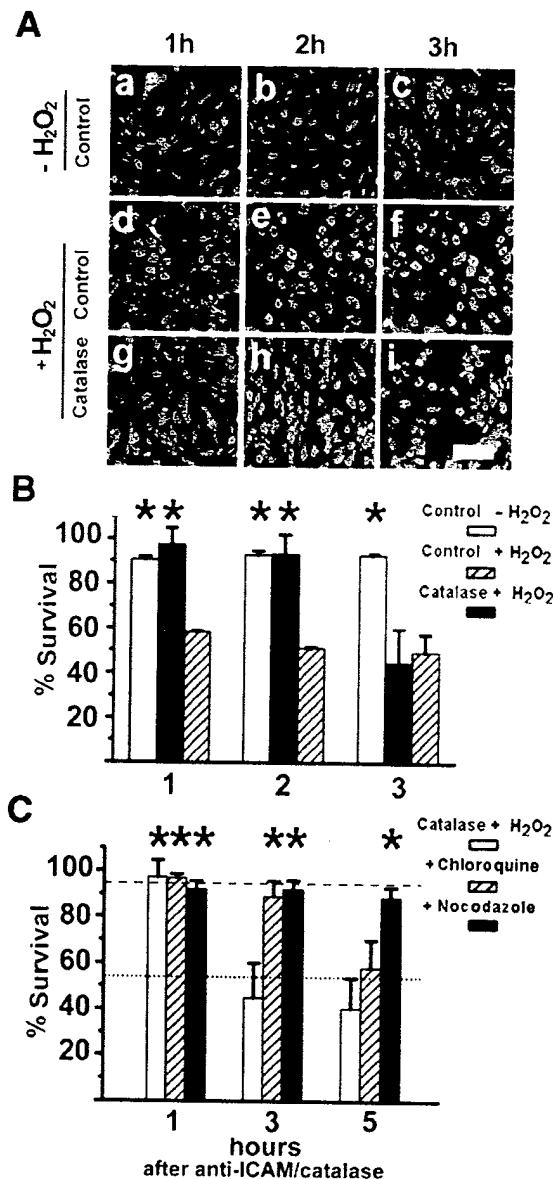 A
1h 2h 3h
- H₂O₂
Control
a b c
+H₂O₂
Control
d e f
Catalase
g h i
B
% Survival
100
80
60
40
20
* * * * *
1 2 3
Control - H₂O₂
Control + H₂O₂
Catalase + H₂O₂
C
% Survival
100
80
60
40
20
*** ** *
1 3 5
hours
after anti-ICAM/catalase
Catalase + H₂O₂
+ Chloroquine
+ Nocodazole